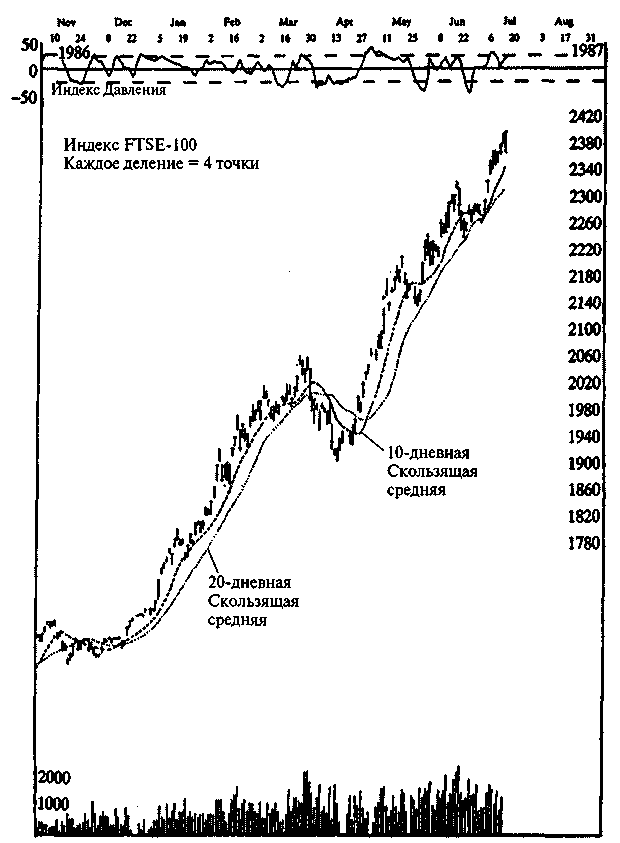 Nov Dec Jan Feb Mar Apr May Jun Jul Aug
10 24 8 22 5 19 2 16 2 16 30 13 27 11 8 22 6 20 3 17 31
50
1986
1987
0
-50
Индекс Давления
Индекс FTSE-100
Каждое деление = 4 точки
2420
2380
2340
2300
2260
2220
2180
2140
2100
2060
2020
1980
1940
1900
1860
1820
1780
10-дневная
Скользящая
средняя
20-дневная
Скользящая
средняя
2000
1000